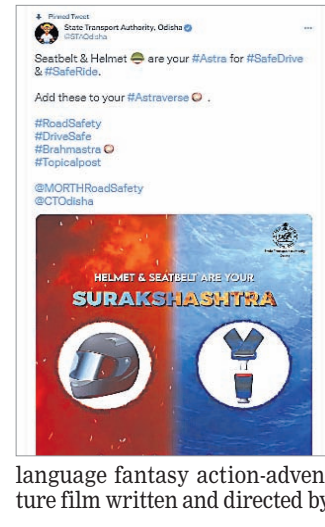 Pinned Tweet
State Transport Authority, Odisha
@STAOdisha
Seatbelt & Helmet are your #Astra for #SafeDrive
& #SafeRide.
Add these to your #Astraverse .
#RoadSafety
#DriveSafe
#Brahmastra
#Topicalpost
@MORTHRoadSafety
@CTOdisha
HELMET & SEATBELT ARE YOUR
SURAKSHASHTRA
language fantasy action-adven
ture film written and directed by